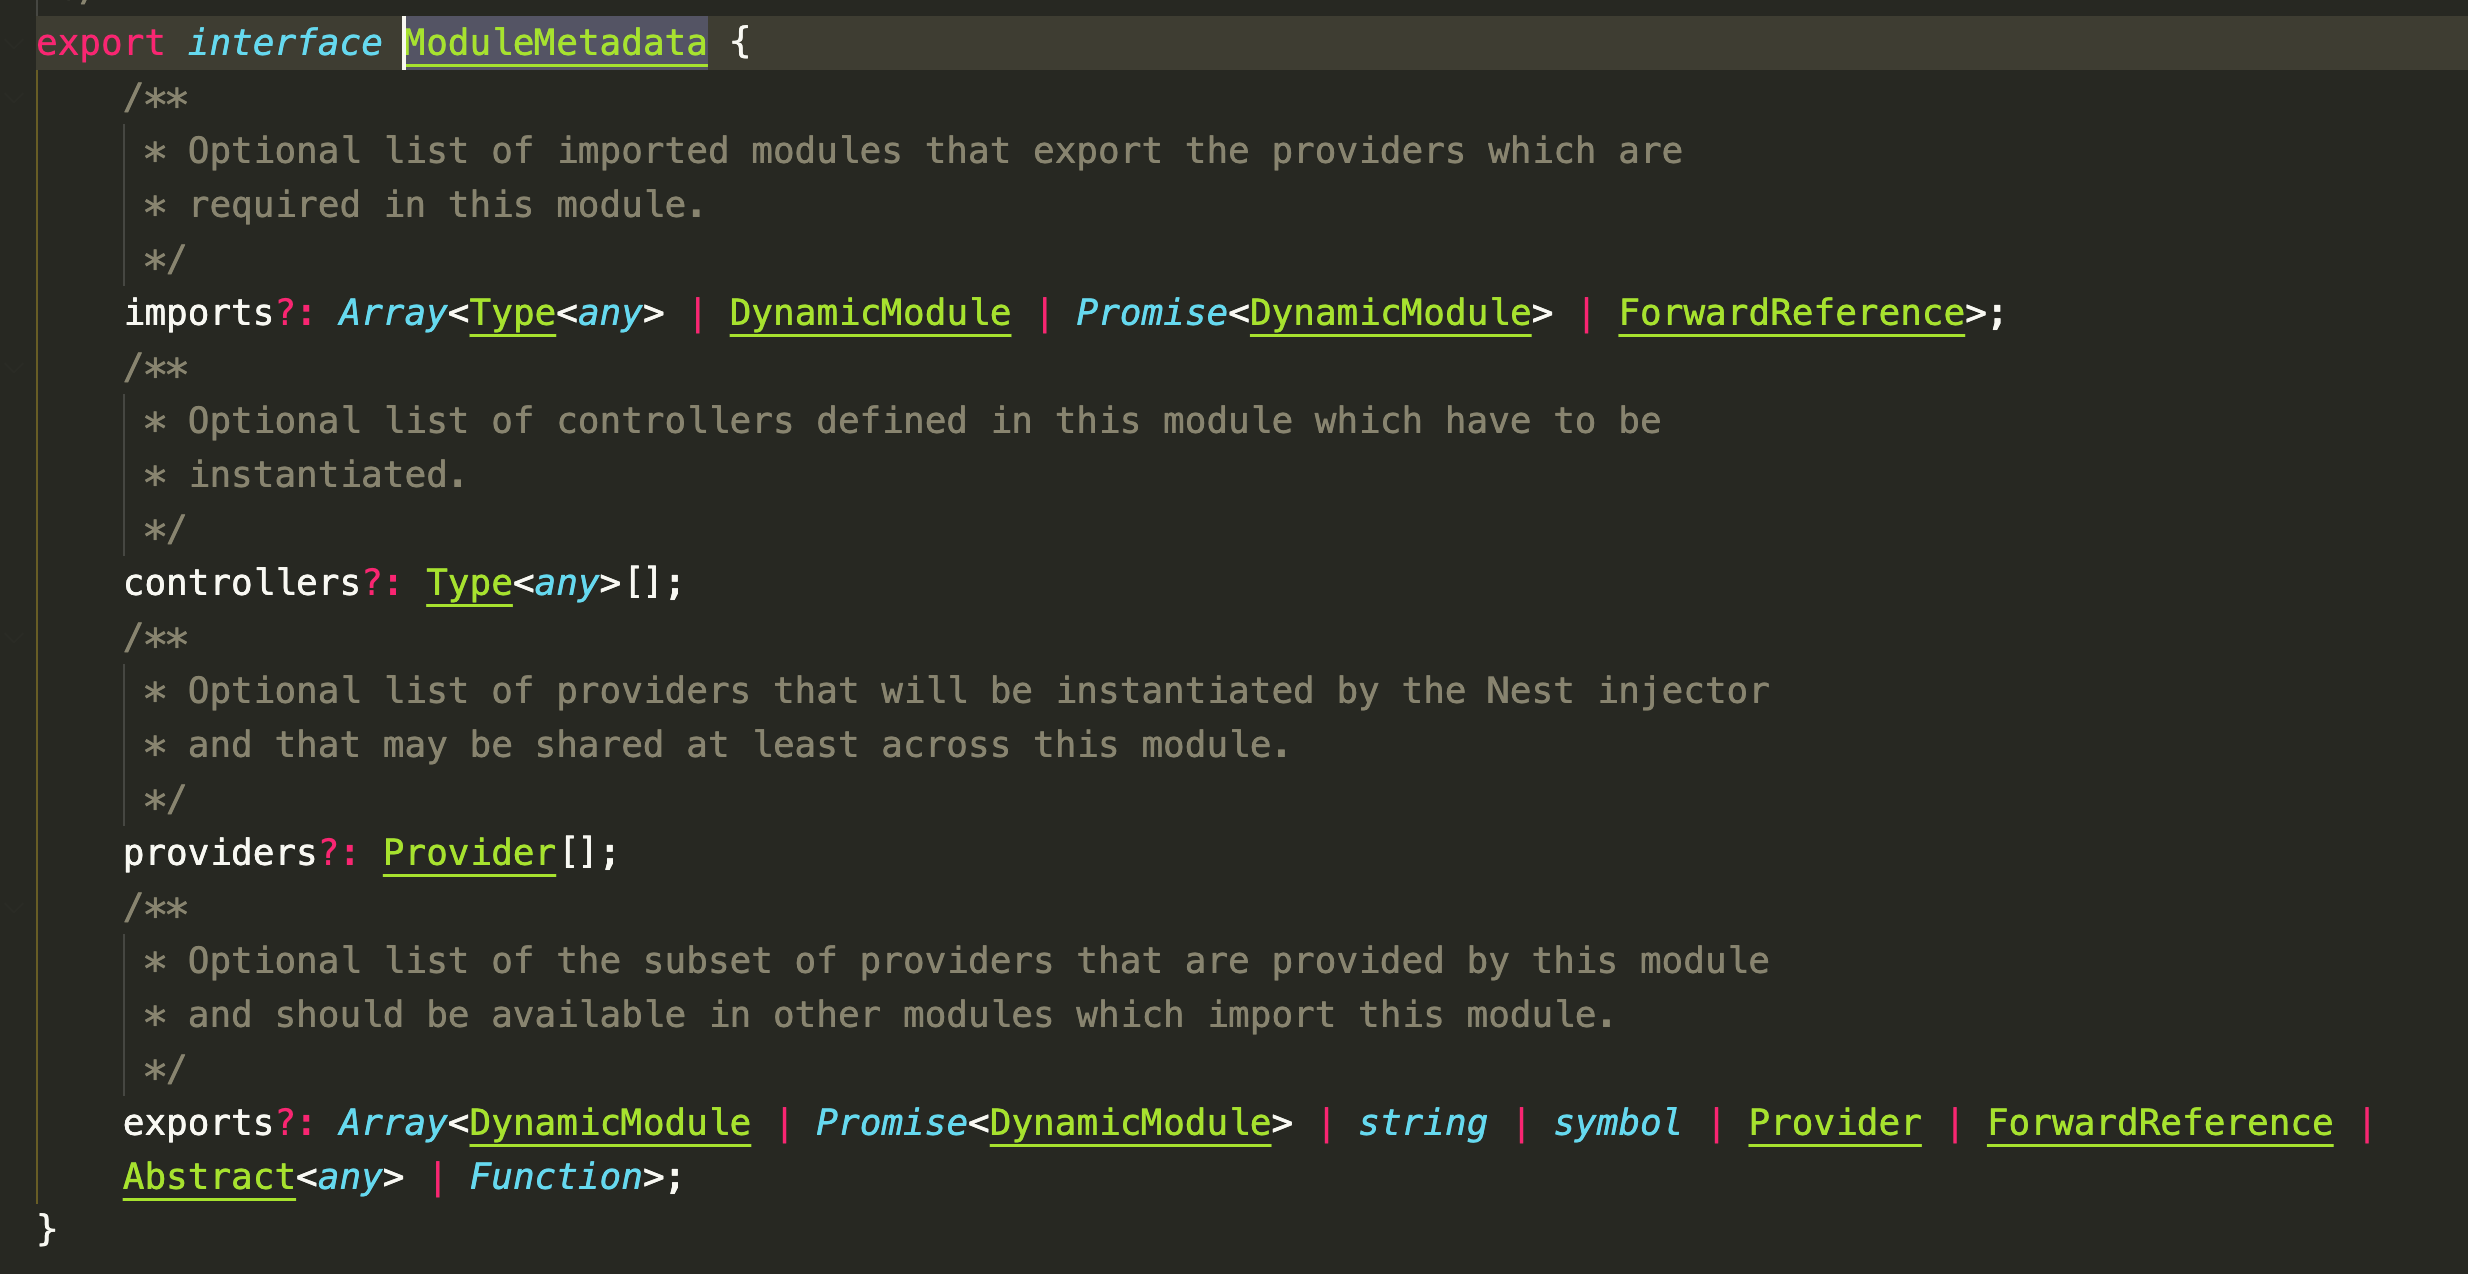 export interface ModuleMetadata {
    /**
     * Optional list of imported modules that export the providers which are
     * required in this module.
     */
    imports?: Array<Type<any> | DynamicModule | Promise<DynamicModule> | ForwardReference>;
    /**
     * Optional list of controllers defined in this module which have to be
     * instantiated.
     */
    controllers?: Type<any>[];
    /**
     * Optional list of providers that will be instantiated by the Nest injector
     * and that may be shared at least across this module.
     */
    providers?: Provider[];
    /**
     * Optional list of the subset of providers that are provided by this module
     * and should be available in other modules which import this module.
     */
    exports?: Array<DynamicModule | Promise<DynamicModule> | string | symbol | Provider | ForwardReference |
    Abstract<any> | Function>;
}